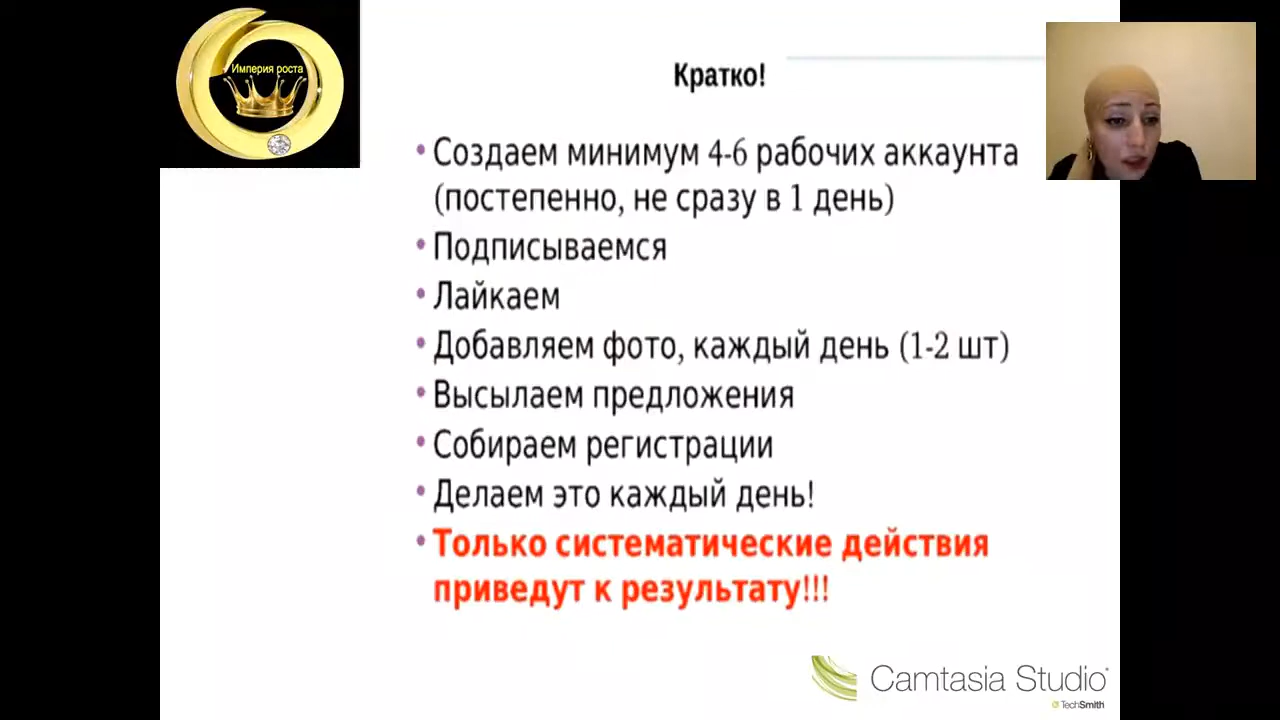 Империя роста
Кратко!
• Создаем минимум 4-6 рабочих аккаунта
(постепенно, не сразу в 1 день)
• Подписываемся
• Лайкаем
• Добавляем фото, каждый день (1-2 шт)
• Высылаем предложения
• Собираем регистрации
• Делаем это каждый день!
• Только систематические действия
приведут к результату!!!
Camtasia Studio
TechSmith